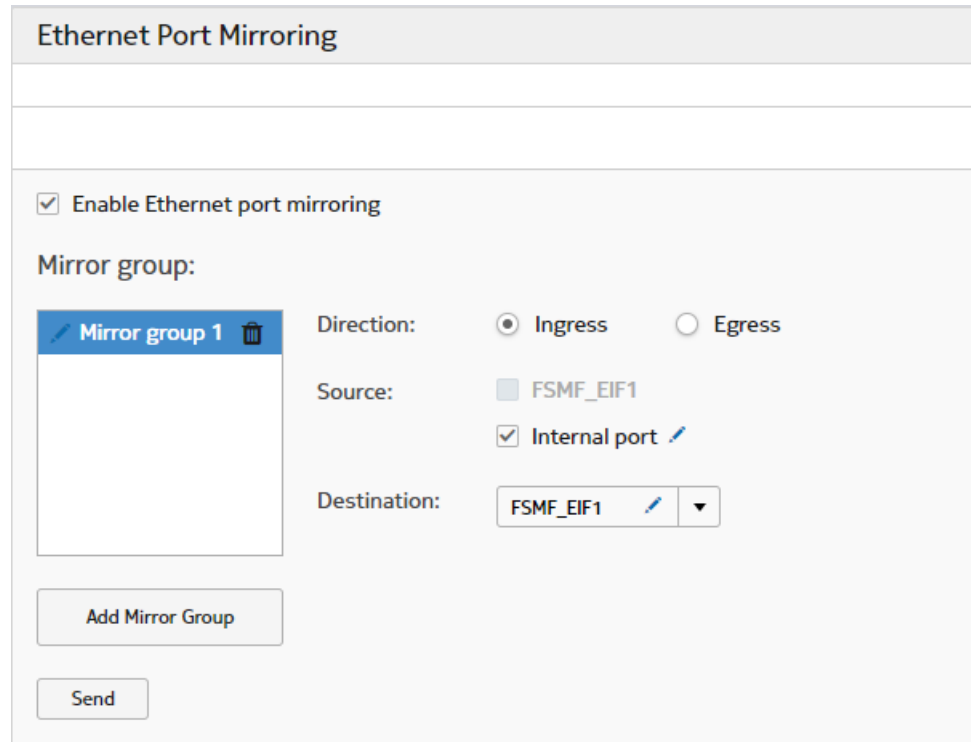 Ethernet Port Mirroring
Enable Ethernet port mirroring
Mirror group:
Mirror group 1
Direction:
Ingress
Egress
Source:
FSMF_EIF1
Internal port
Destination:
FSMF_EIF1
Add Mirror Group
Send